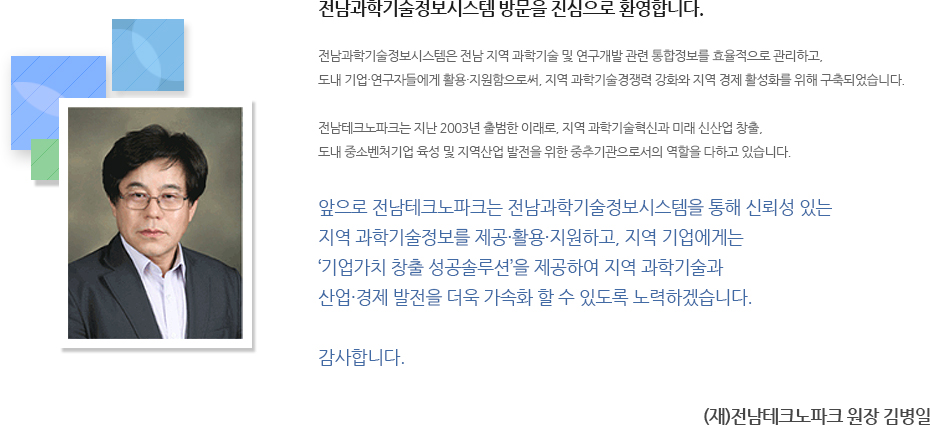 전남과학기술정보시스템 방문을 진심으로 환영합니다.
전남과학기술정보시스템은 전남 지역 과학기술 및 연구개발 관련 통합정보를 효율적으로 관리하고,
도내 기업·연구자들에게 활용·지원함으로써, 지역 과학기술경쟁력 강화와 지역 경제 활성화를 위해 구축되었습니다.
전남테크노파크는 지난 2003년 출범한 이래로, 지역 과학기술혁신과 미래 신산업 창출,
도내 중소벤처기업 육성 및 지역산업 발전을 위한 중추기관으로서의 역할을 다하고 있습니다.
앞으로 전남테크노파크는 전남과학기술정보시스템을 통해 신뢰성 있는
지역 과학기술정보를 제공·활용·지원하고, 지역 기업에게는
‘기업가치 창출 성공솔루션’을 제공하여 지역 과학기술과
산업·경제 발전을 더욱 가속화 할 수 있도록 노력하겠습니다.
감사합니다.
(재)전남테크노파크 원장 김병일